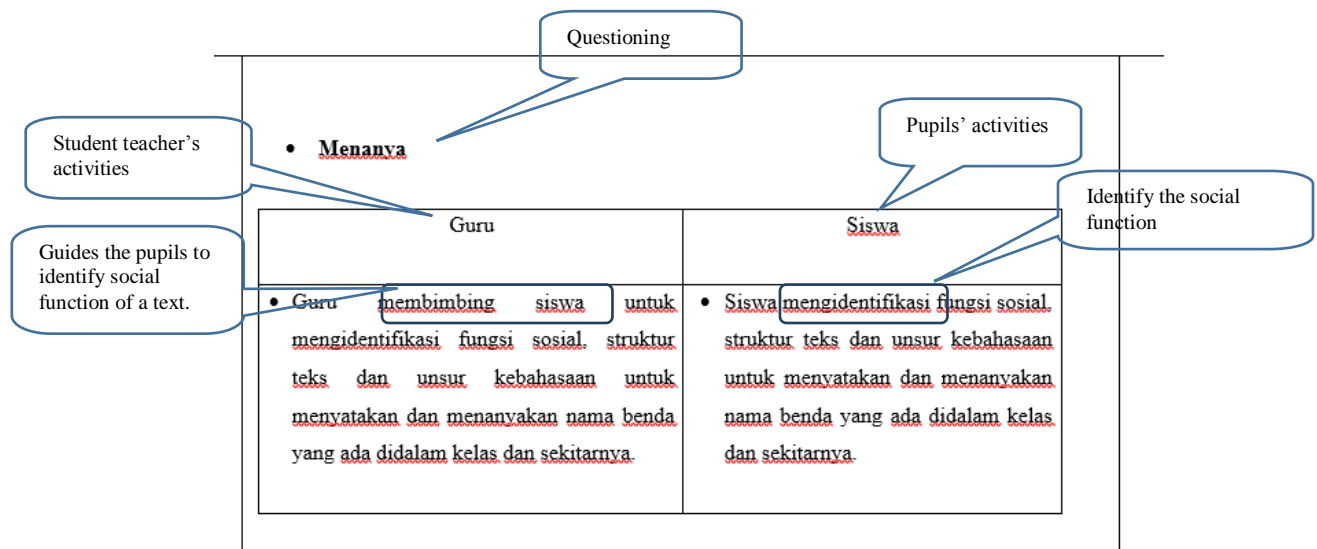 Questioning
Student teacher's
activities
• Menanya
Pupils' activities
Identify the social
function
Guides the pupils to
identify social
function of a text.
Guru
Siswa
• Guru membimbing siswa untuk
mengidentifikasi fungsi sosial, struktur
teks dan unsur kebahasaan untuk
menyatakan dan menanyakan nama benda
yang ada didalam kelas dan sekitarnya.
• Siswa mengidentifikasi fungsi sosial,
struktur teks dan unsur kebahasaan
untuk menyatakan dan menanyakan
nama benda yang ada didalam kelas
dan sekitarnya.